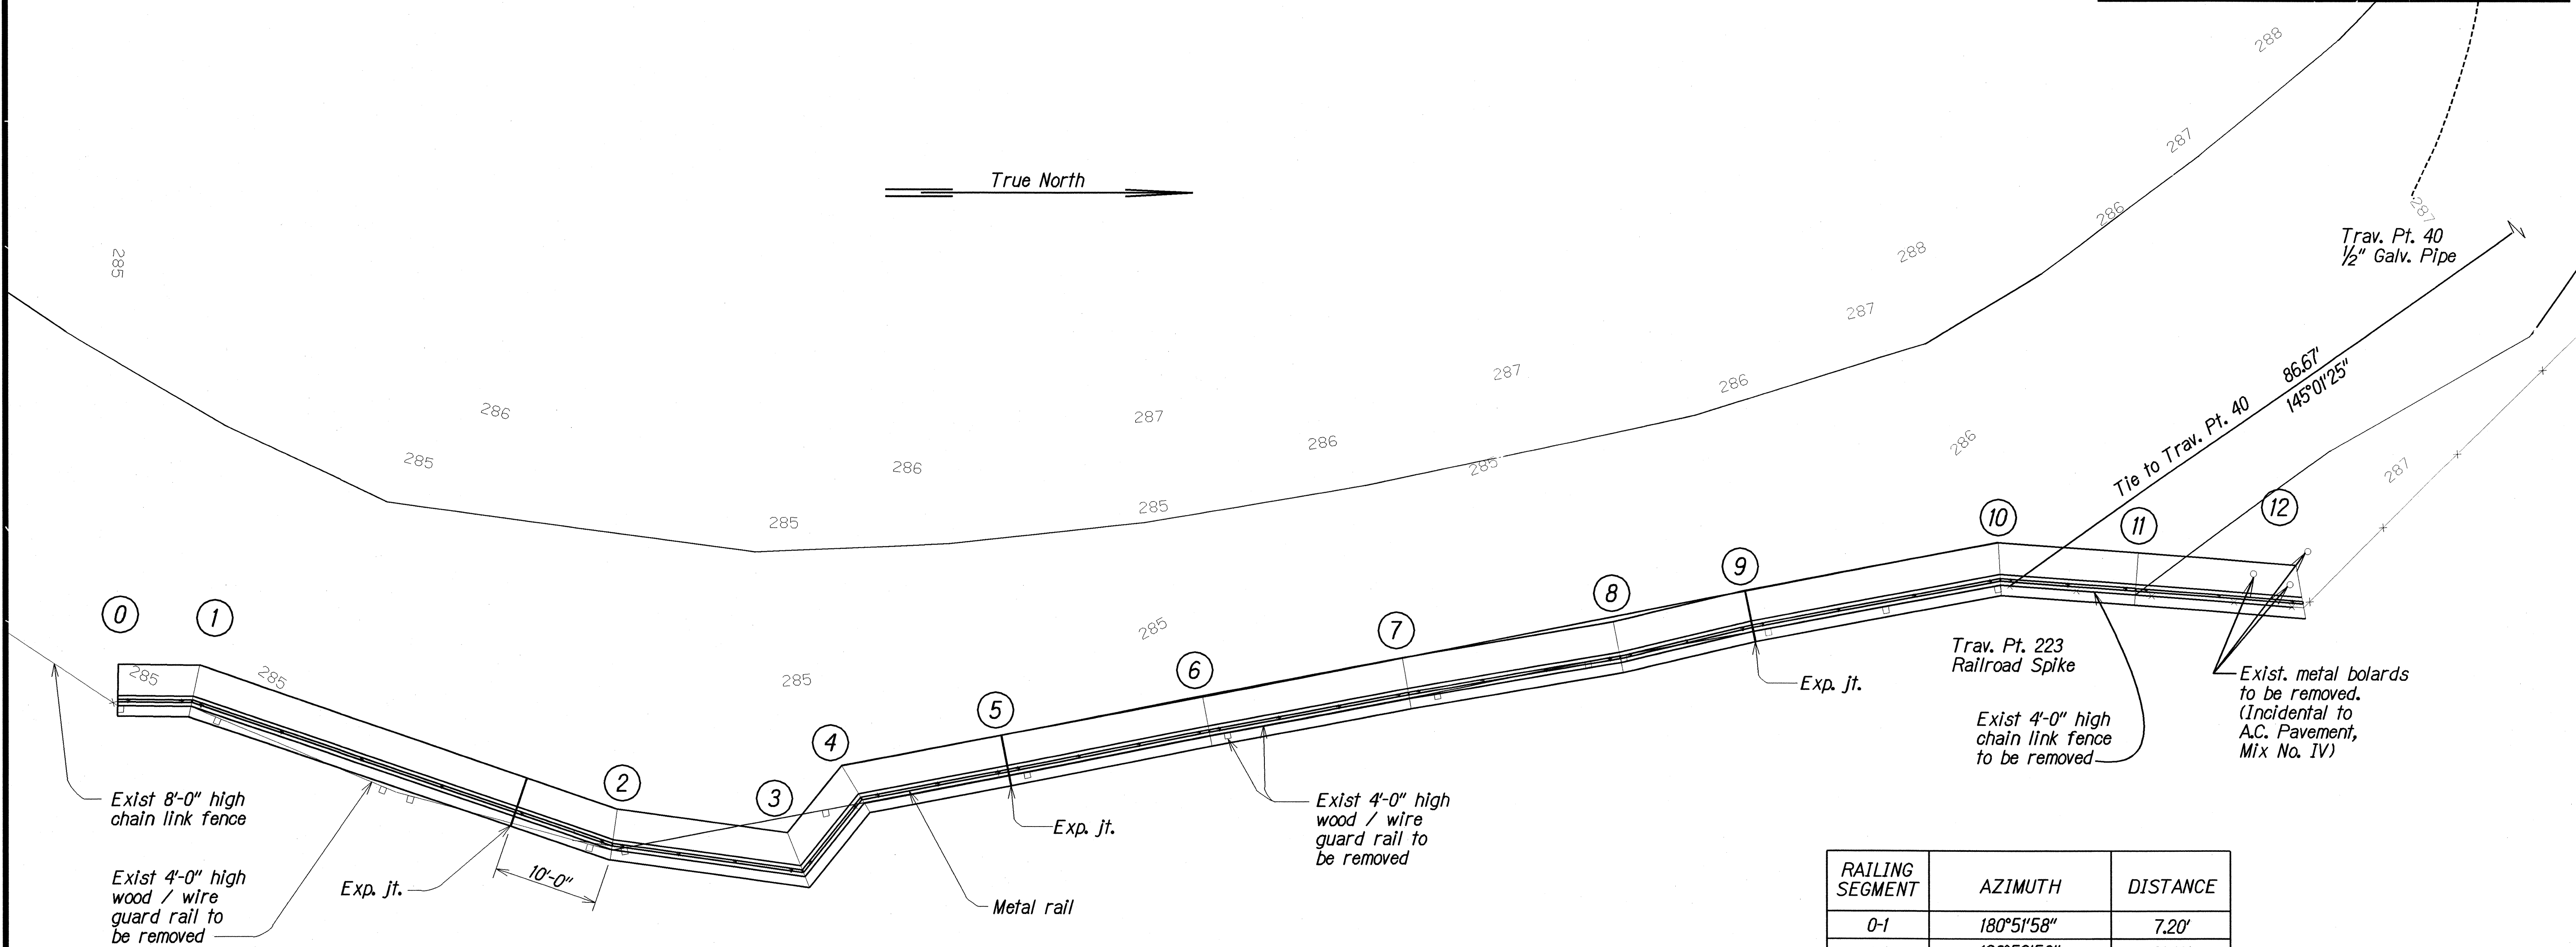 288
287
True North
286
287
Trav. Pt. 40
1/2" Galv. Pipe
285
288
287
287
286
86.67'
145°01'25"
Tie to Trav. Pt. 40
286
287
285
286
286
285
286
287
285
285
12
10
11
285
9
8
0
1
7
285
6
285
285
285
5
4
2
3
Exp. jt.
Trav. Pt. 223
Railroad Spike
Exist 4'-0" high
chain link fence
to be removed
Exist. metal bolards
to be removed.
(Incidental to
A.C. Pavement,
Mix No. IV)
Exist 8'-0" high
chain link fence
Exp. jt.
Exist 4'-0" high
wood / wire
guard rail to
be removed
Exist 4'-0" high
wood / wire
guard rail to
be removed
Exp. jt.
10'-0"
Metal rail
RAILING
SEGMENT
AZIMUTH
DISTANCE
0-1
180°51'58"
7.20'